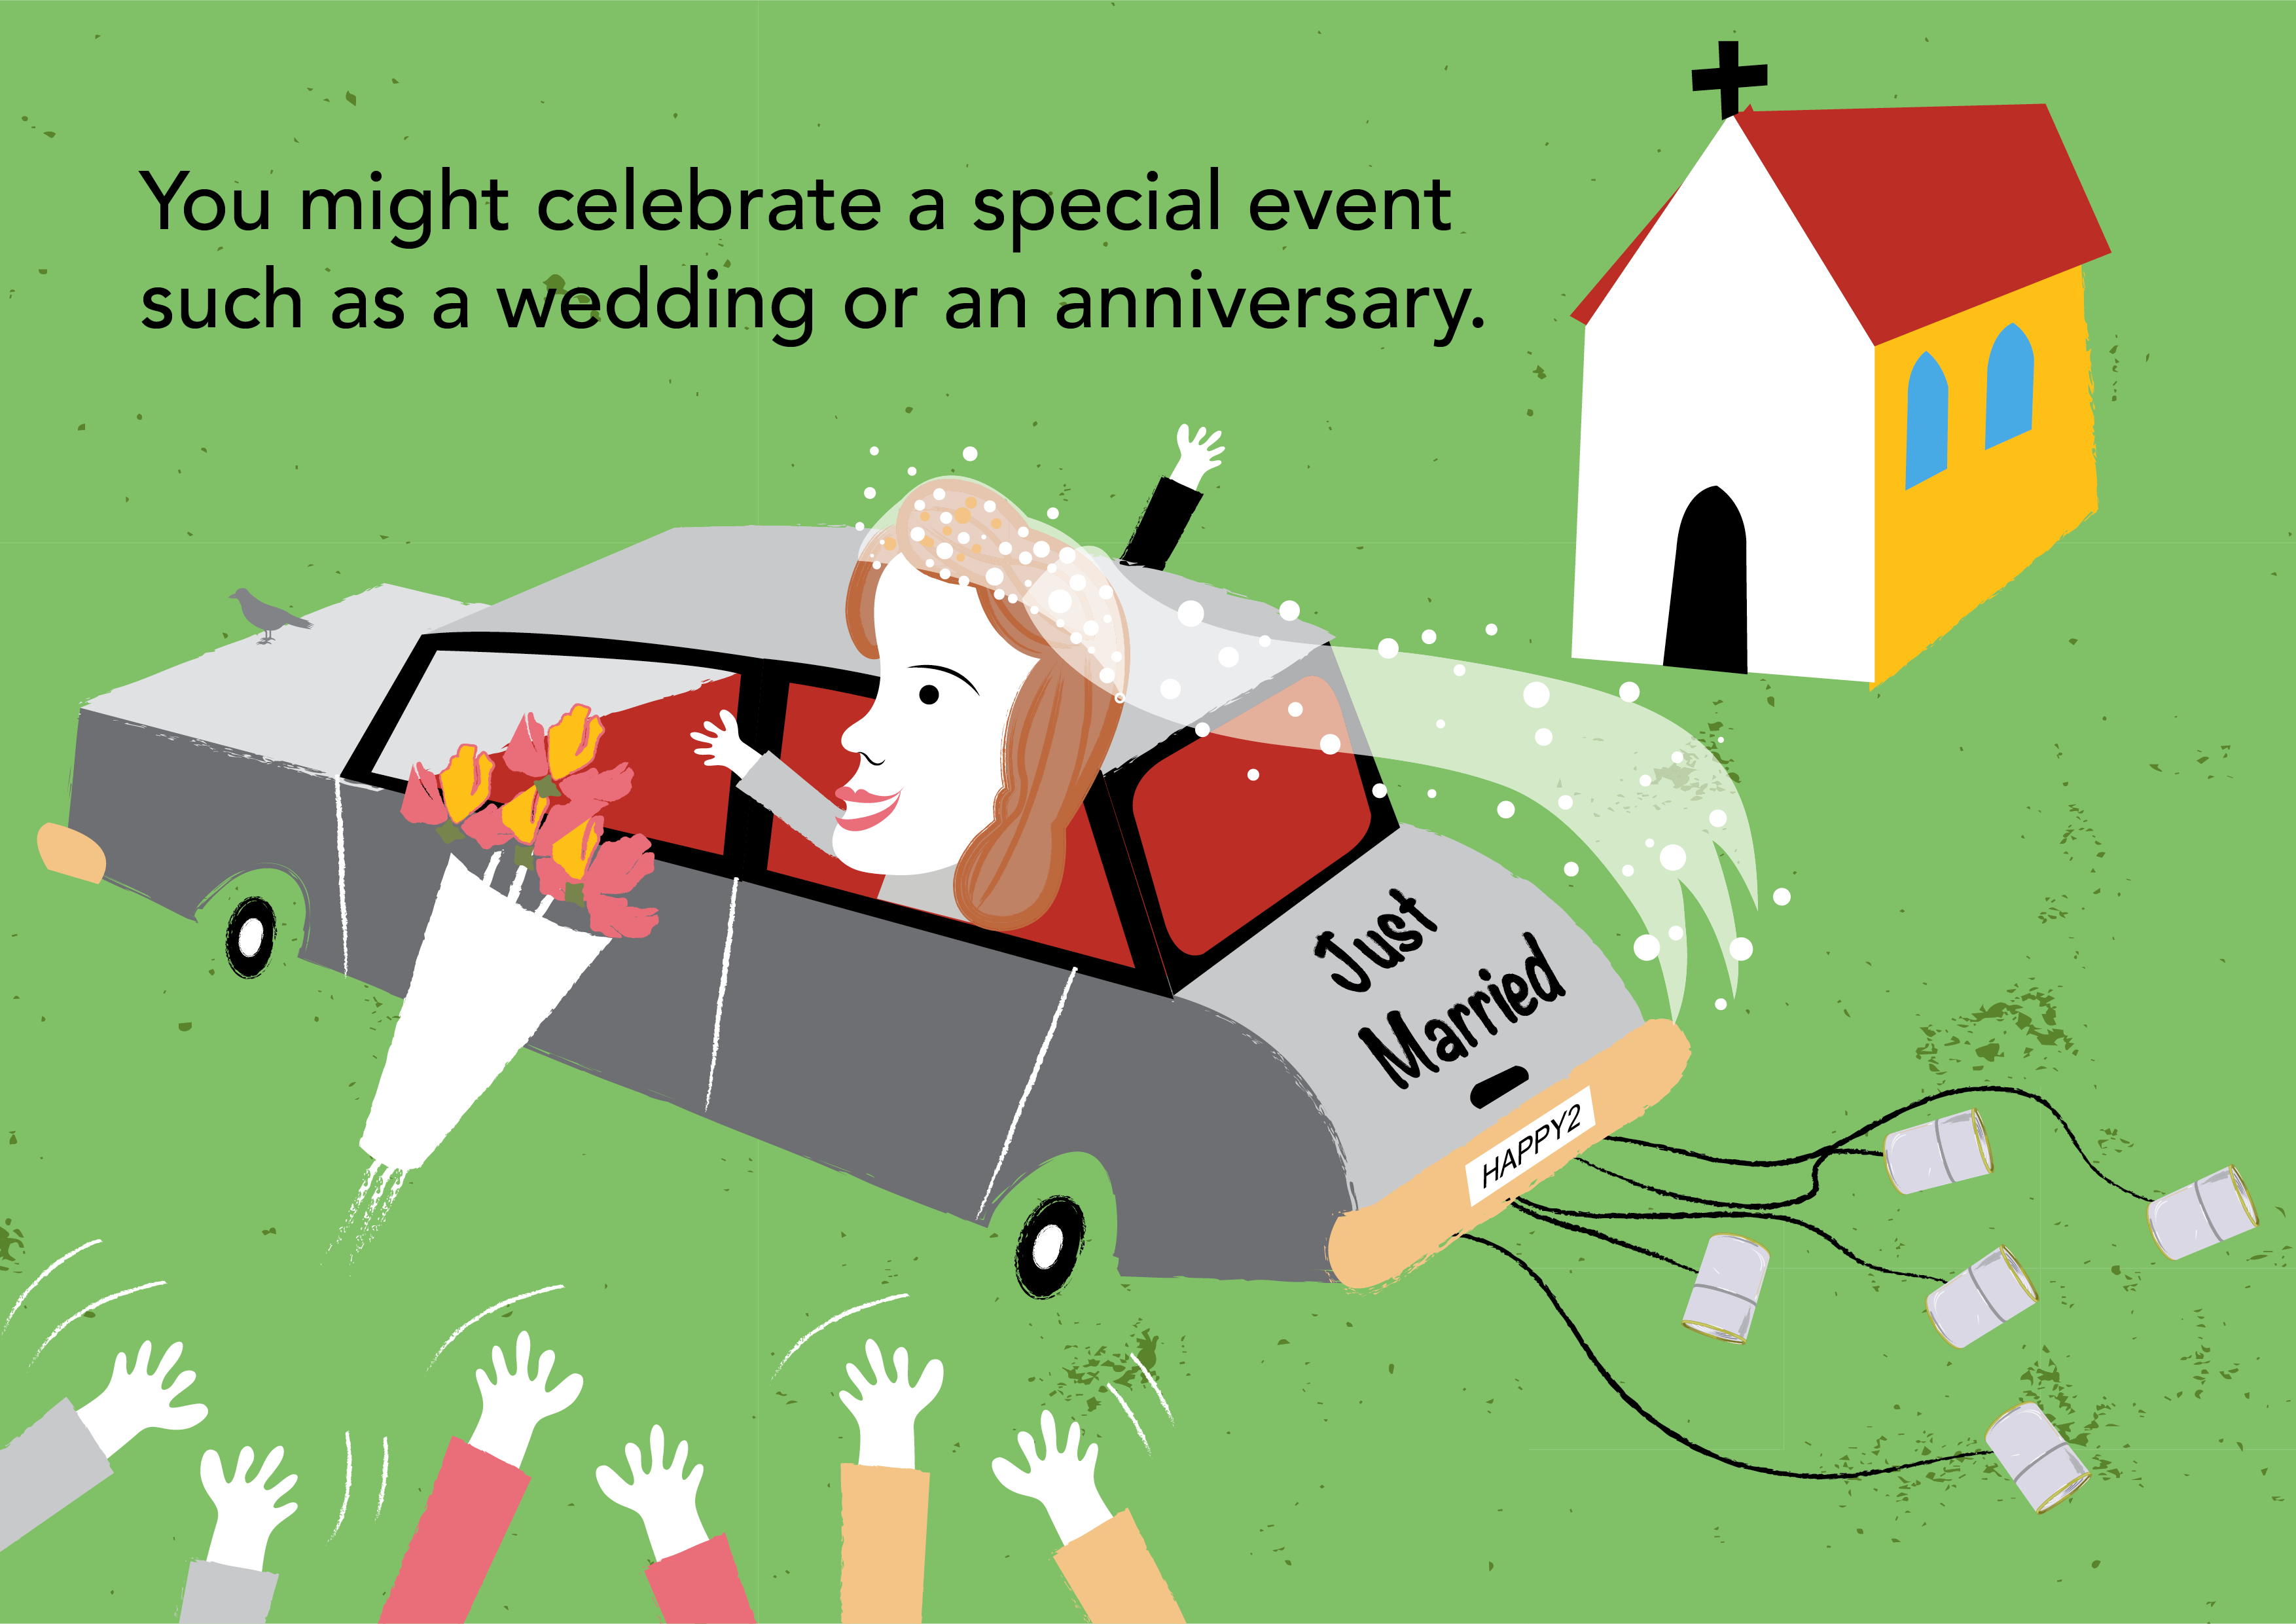 You might celebrate a special event
such as a wedding or an anniversary.
Just
Married
HAPPY2